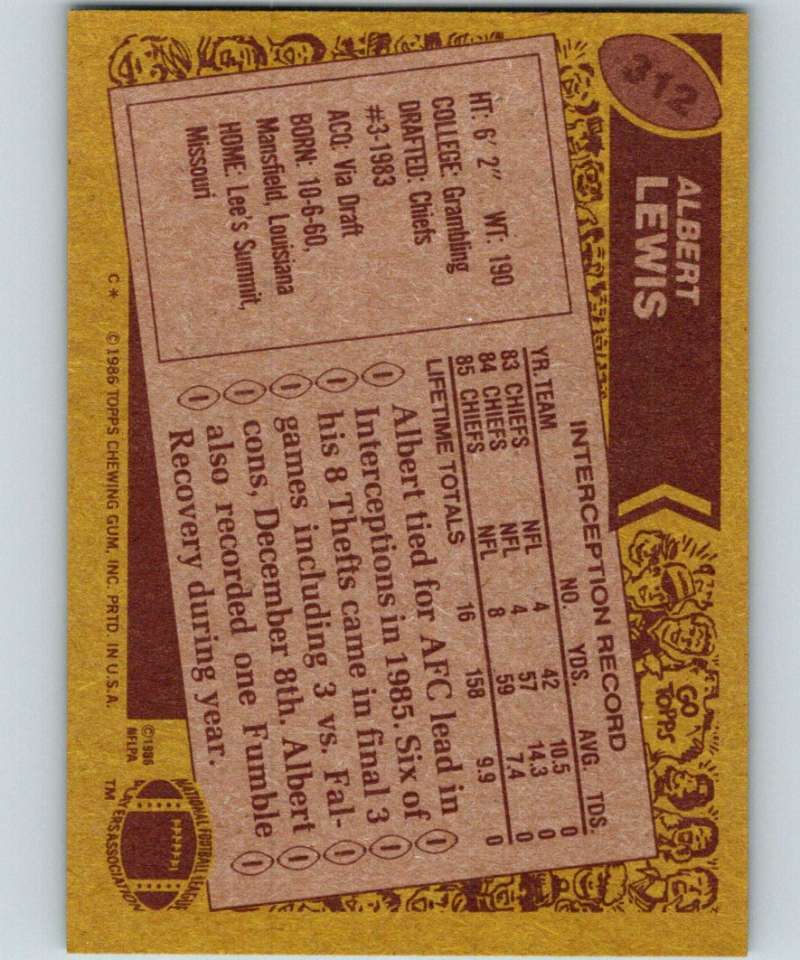 312
ALBERT
LEWIS
HT: 6' 2" WT: 190
COLLEGE: Grambling
DRAFTED: Chiefs
#3-1983
ACQ: Via Draft
BORN: 10-6-60,
Mansfield, Louisiana
HOME: Lee's Summit,
Missouri
INTERCEPTION RECORD
YR. TEAM NO. YDS. AVG. TDS.
83 CHIEFS NFL 4 42 10.5 0
84 CHIEFS NFL 4 57 14.3 0
85 CHIEFS NFL 8 59 7.4 0
LIFETIME TOTALS 16 158 9.9 0
Albert tied for AFC lead in
Interceptions in 1985. Six of
his 8 Thefts came in final 3
games including 3 vs. Fal-
cons, December 8th. Albert
also recorded one Fumble
Recovery during year.
GO
TOPPS
C* ©1986 TOPPS CHEWING GUM, INC. PRTD. IN U.S.A.
©1986
NFLPA
NATIONAL FOOTBALL LEAGUE
PLAYERS ASSOCIATION
TM